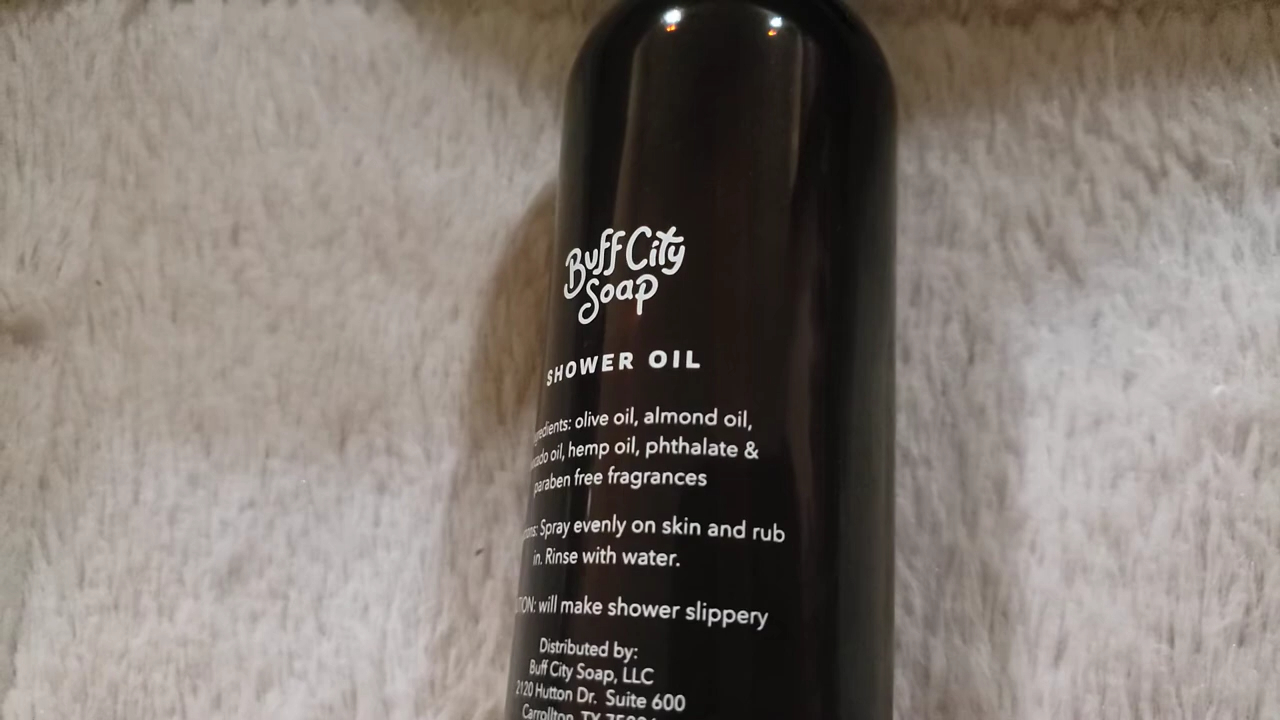 Buff City
Soap
SHOWER OIL
olive oil, almond oil,
oil, hemp oil, phthalate &
paraben free fragrances
Spray evenly on skin and rub
in. Rinse with water.
will make shower slippery
Distributed by:
Buff City Soap, LLC
2120 Hutton Dr. Suite 600
Carrollton, TX